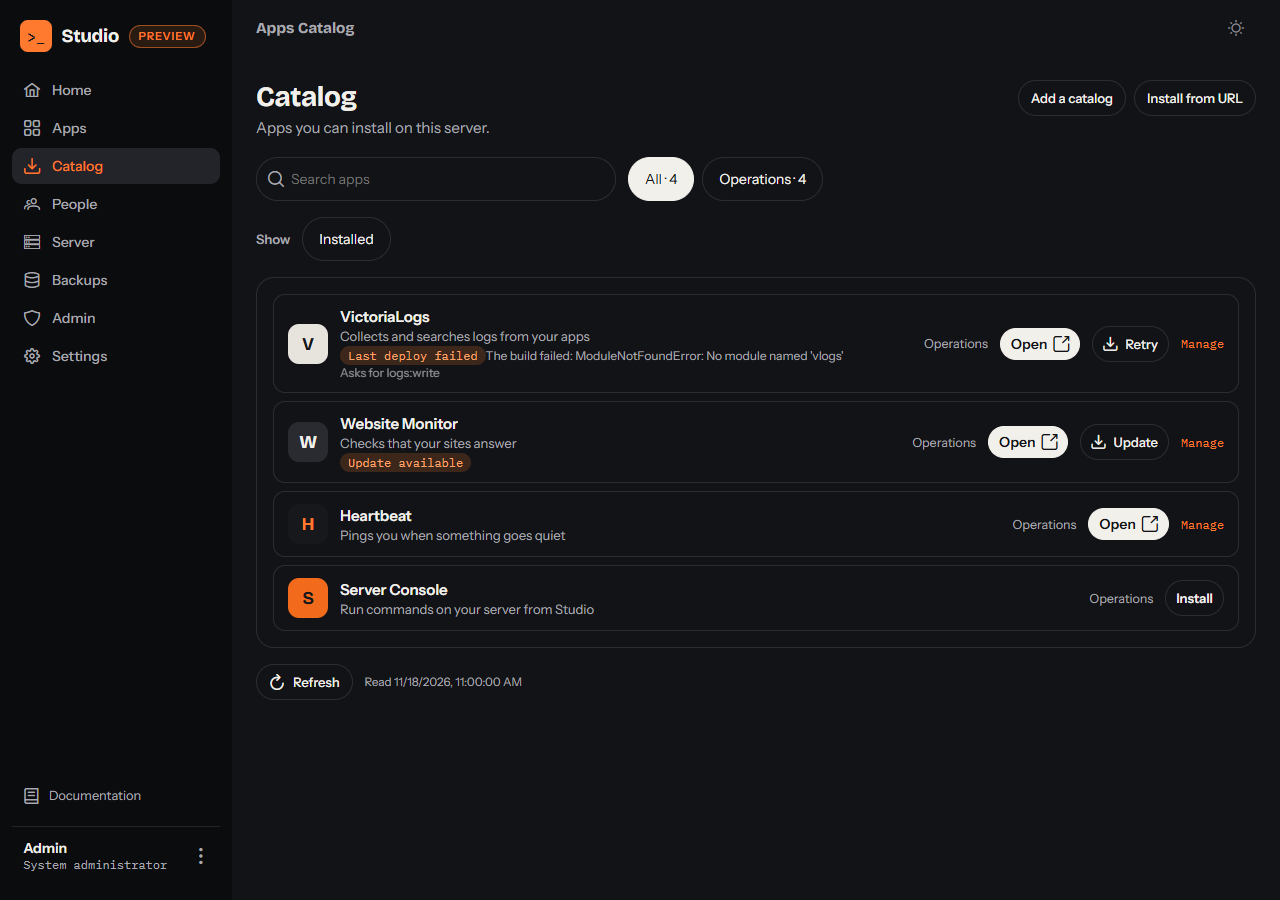 >_ Studio PREVIEW
Home
Apps
Catalog
People
Server
Backups
Admin
Settings
Documentation
Admin
System administrator
Apps Catalog
Catalog
Apps you can install on this server.
Add a catalog
Install from URL
Search apps
All · 4
Operations · 4
Show
Installed
V
VictoriaLogs
Collects and searches logs from your apps
Last deploy failed The build failed: ModuleNotFoundError: No module named 'vlogs'
Asks for logs:write
Operations
Open
Retry
Manage
W
Website Monitor
Checks that your sites answer
Update available
Operations
Open
Update
Manage
H
Heartbeat
Pings you when something goes quiet
Operations
Open
Manage
S
Server Console
Run commands on your server from Studio
Operations
Install
Refresh
Read 11/18/2026, 11:00:00 AM